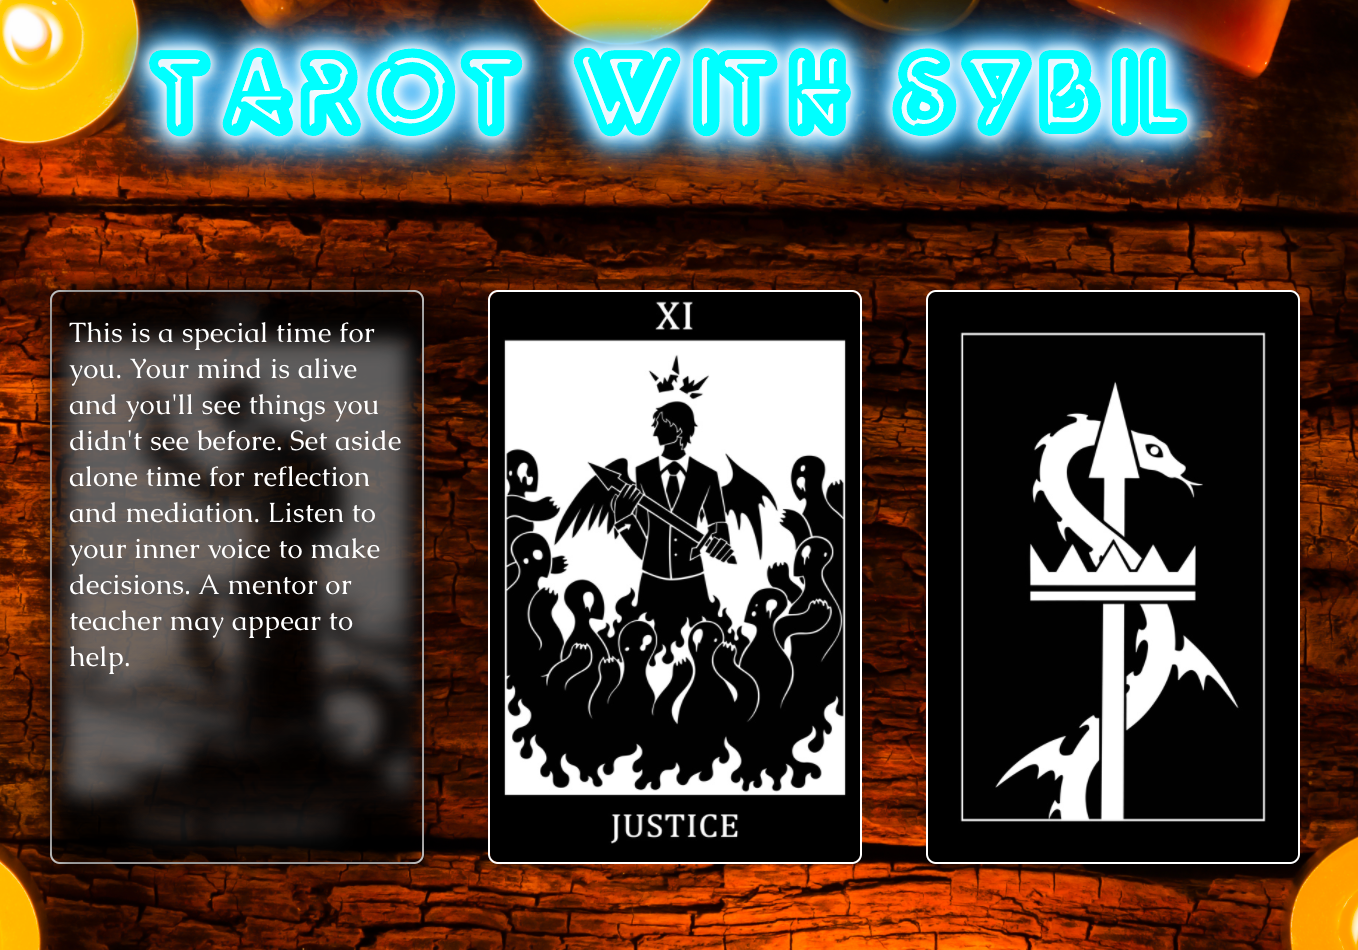 TAROT WITH SYBIL
This is a special time for
you. Your mind is alive
and you'll see things you
didn't see before. Set aside
alone time for reflection
and mediation. Listen to
your inner voice to make
decisions. A mentor or
teacher may appear to
help.
XI
JUSTICE